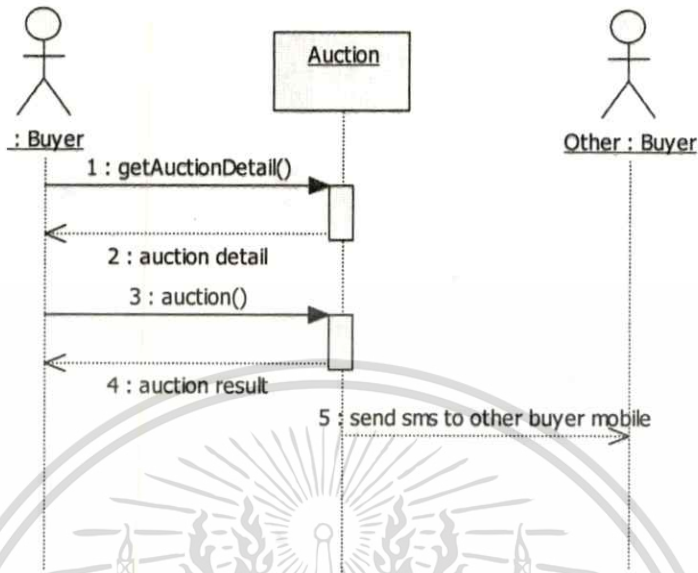 Auction
: Buyer
Other : Buyer
1 : getAuctionDetail()
2 : auction detail
3 : auction()
4 : auction result
5 : send sms to other buyer mobile